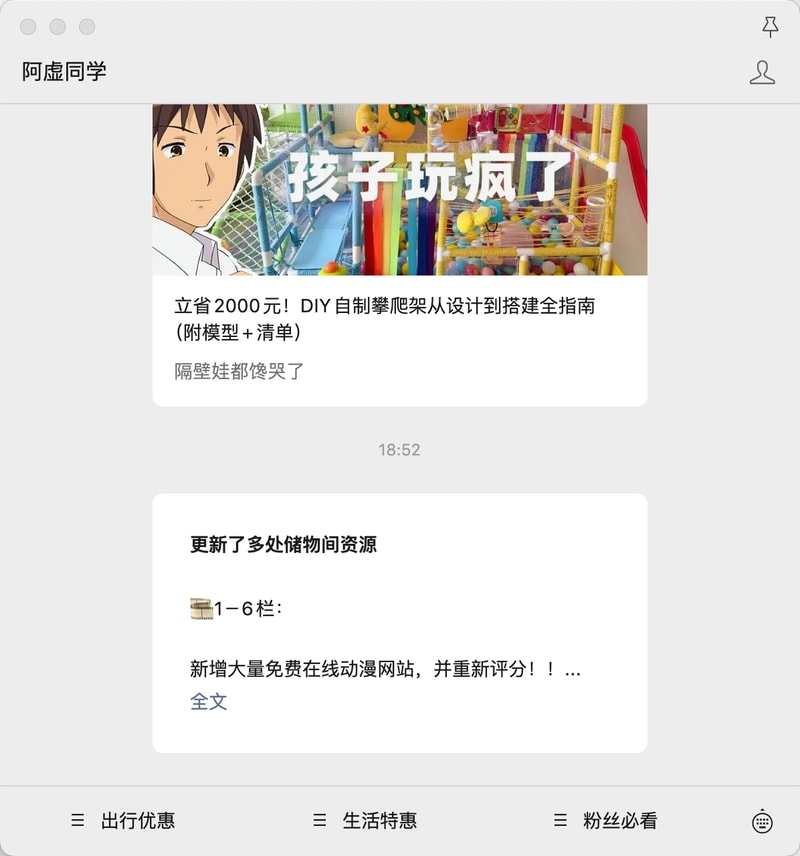 阿虚同学
孩子玩疯了
立省2000元！DIY自制攀爬架从设计到搭建全指南
（附模型+清单）
隔壁娃都馋哭了
18:52
更新了多处储物间资源
1-6栏：
新增大量免费在线动漫网站，并重新评分！！...
全文
出行优惠
生活特惠
粉丝必看